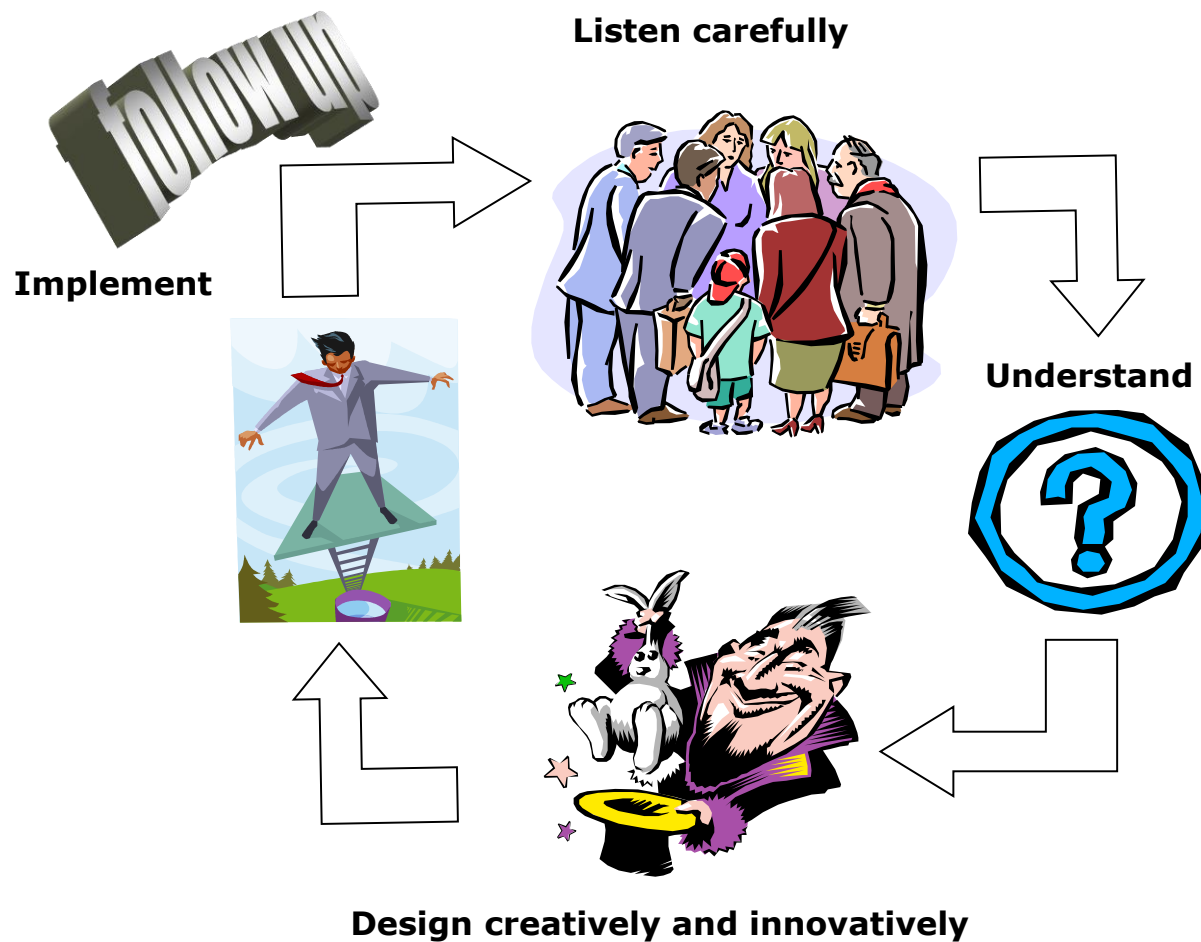 Listen carefully
follow up
Implement
Understand
Design creatively and innovatively